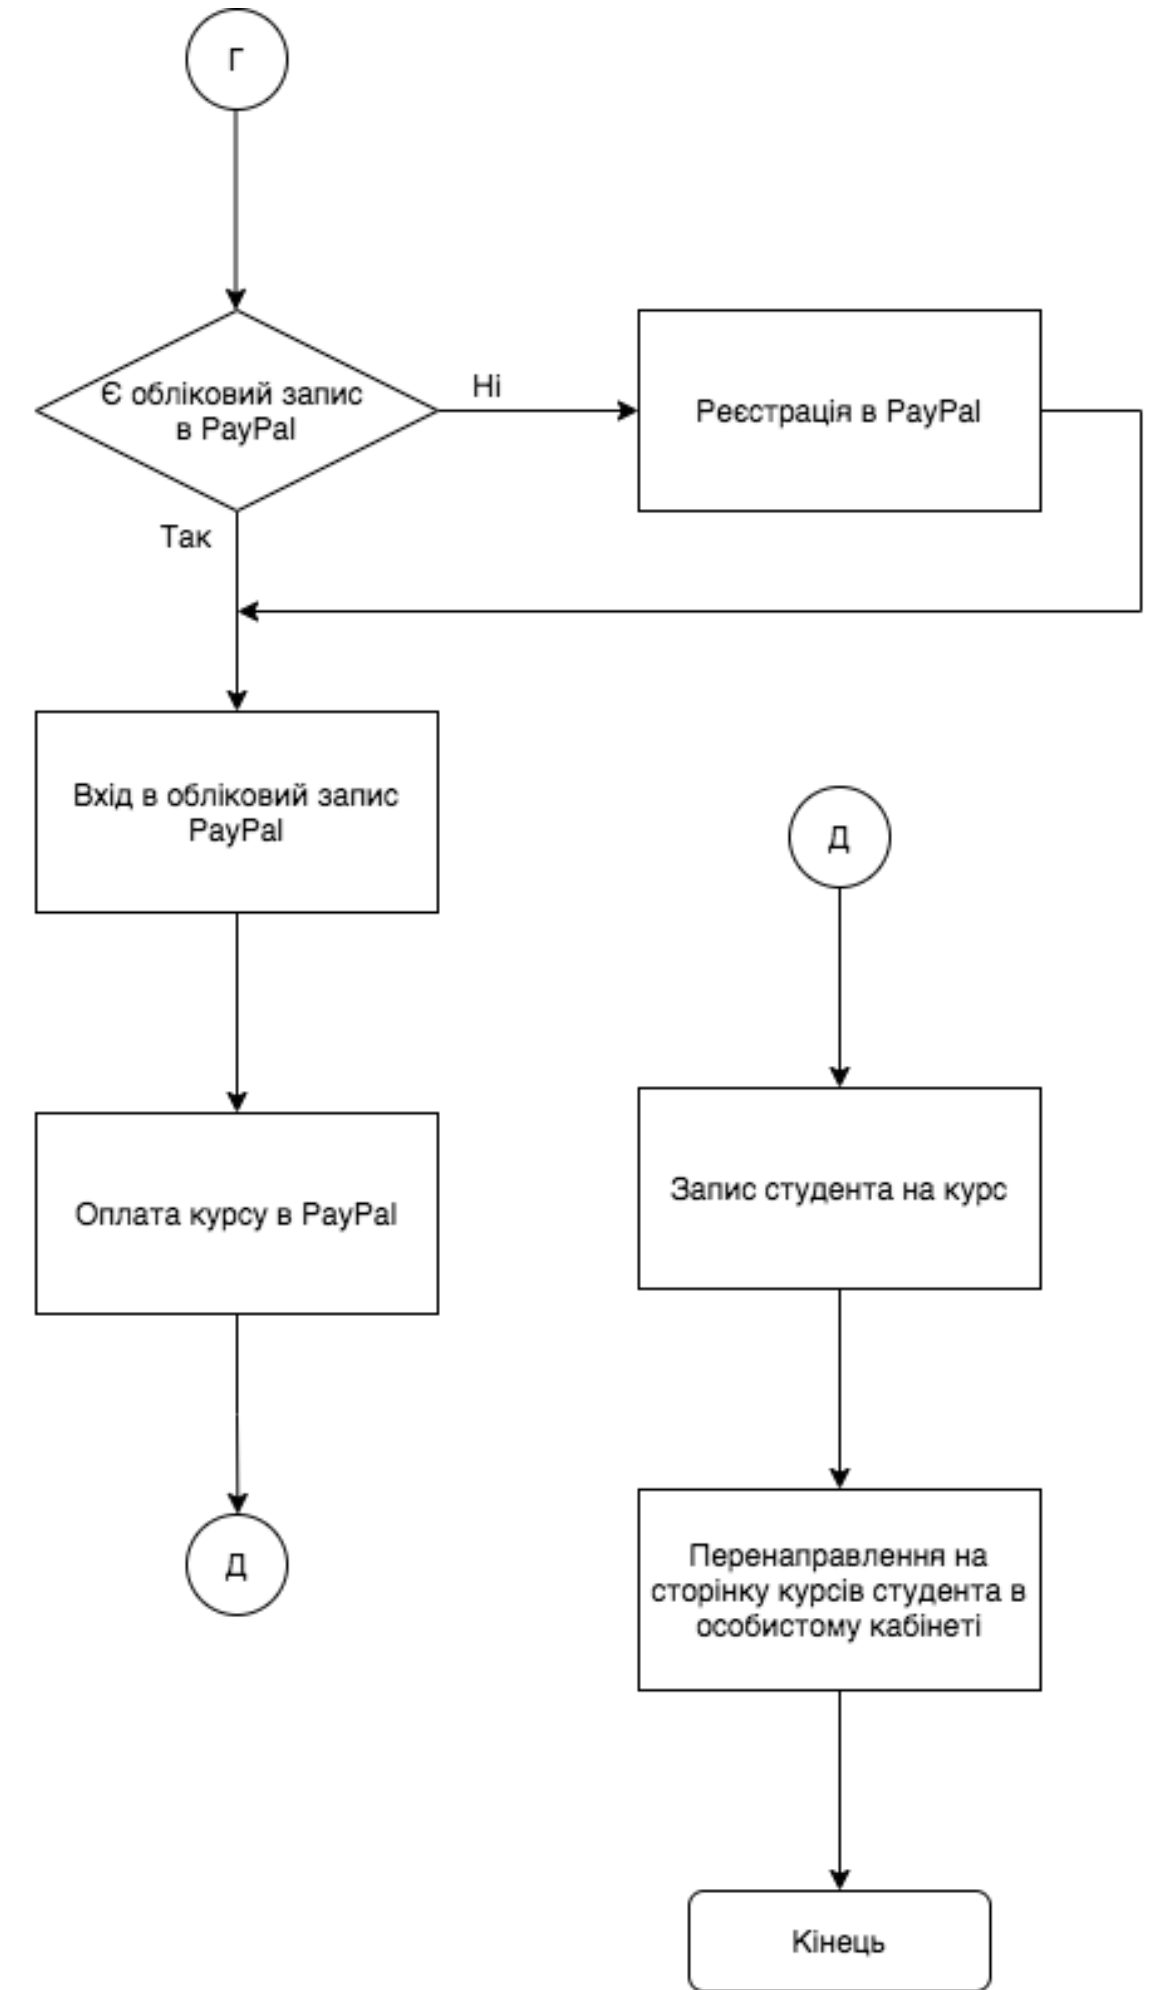 Г
Є обліковий запис
в PayPal
Ні
Реєстрація в PayPal
Так
Вхід в обліковий запис
PayPal
Оплата курсу в PayPal
Д
Д
Запис студента на курс
Перенаправлення на
сторінку курсів студента в
особистому кабінеті
Кінець